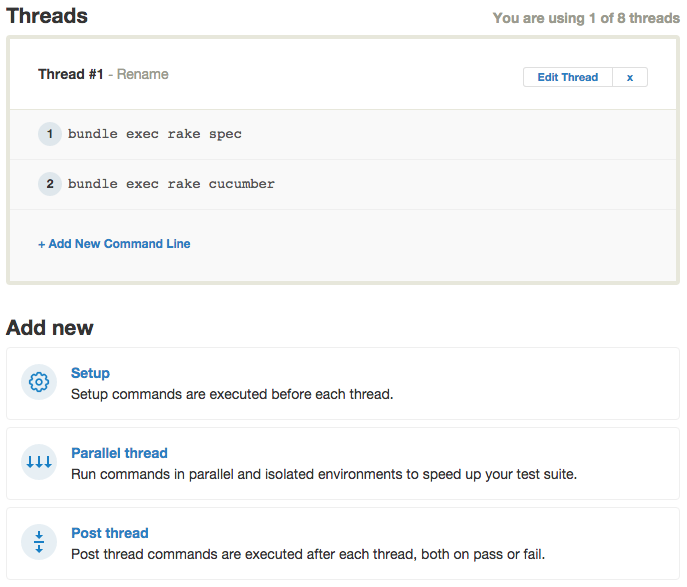 Threads
You are using 1 of 8 threads
Thread #1 - Rename
Edit Thread
x
1 bundle exec rake spec
2 bundle exec rake cucumber
+ Add New Command Line
Add new
Setup
Setup commands are executed before each thread.
Parallel thread
Run commands in parallel and isolated environments to speed up your test suite.
Post thread
Post thread commands are executed after each thread, both on pass or fail.